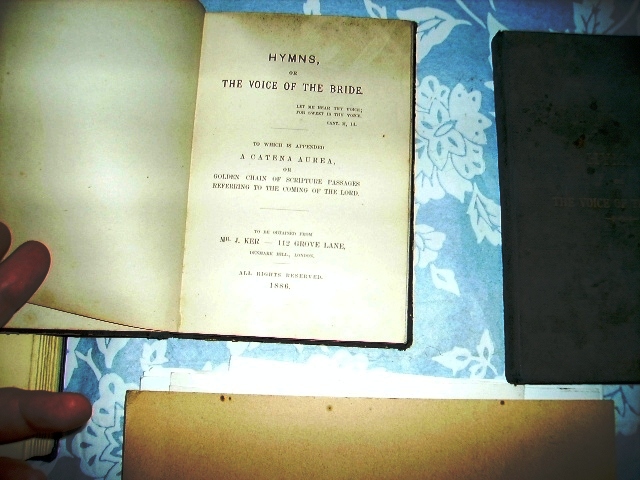 HYMNS,
OR
THE VOICE OF THE BRIDE.
LET ME HEAR THY VOICE;
FOR SWEET IS THY VOICE.
CANT. II, 14.
TO WHICH IS APPENDED
A CATENA AUREA,
OR
GOLDEN CHAIN OF SCRIPTURE PASSAGES
REFERRING TO THE COMING OF THE LORD.
TO BE OBTAINED FROM
MR. J. KER — 112 GROVE LANE,
DENMARK HILL, LONDON.
ALL RIGHTS RESERVED.
1886.
THE VOICE OF